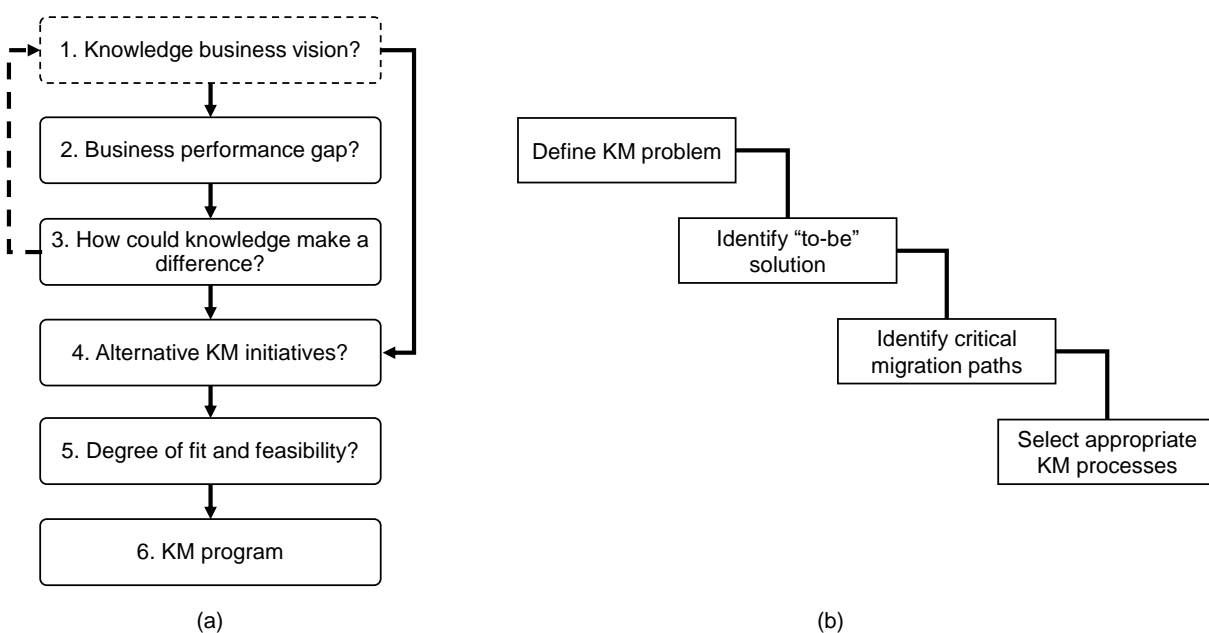 1. Knowledge business vision?
2. Business performance gap?
3. How could knowledge make a
difference?
4. Alternative KM initiatives?
5. Degree of fit and feasibility?
6. KM program
(a)
Define KM problem
Identify “to-be”
solution
Identify critical
migration paths
Select appropriate
KM processes
(b)